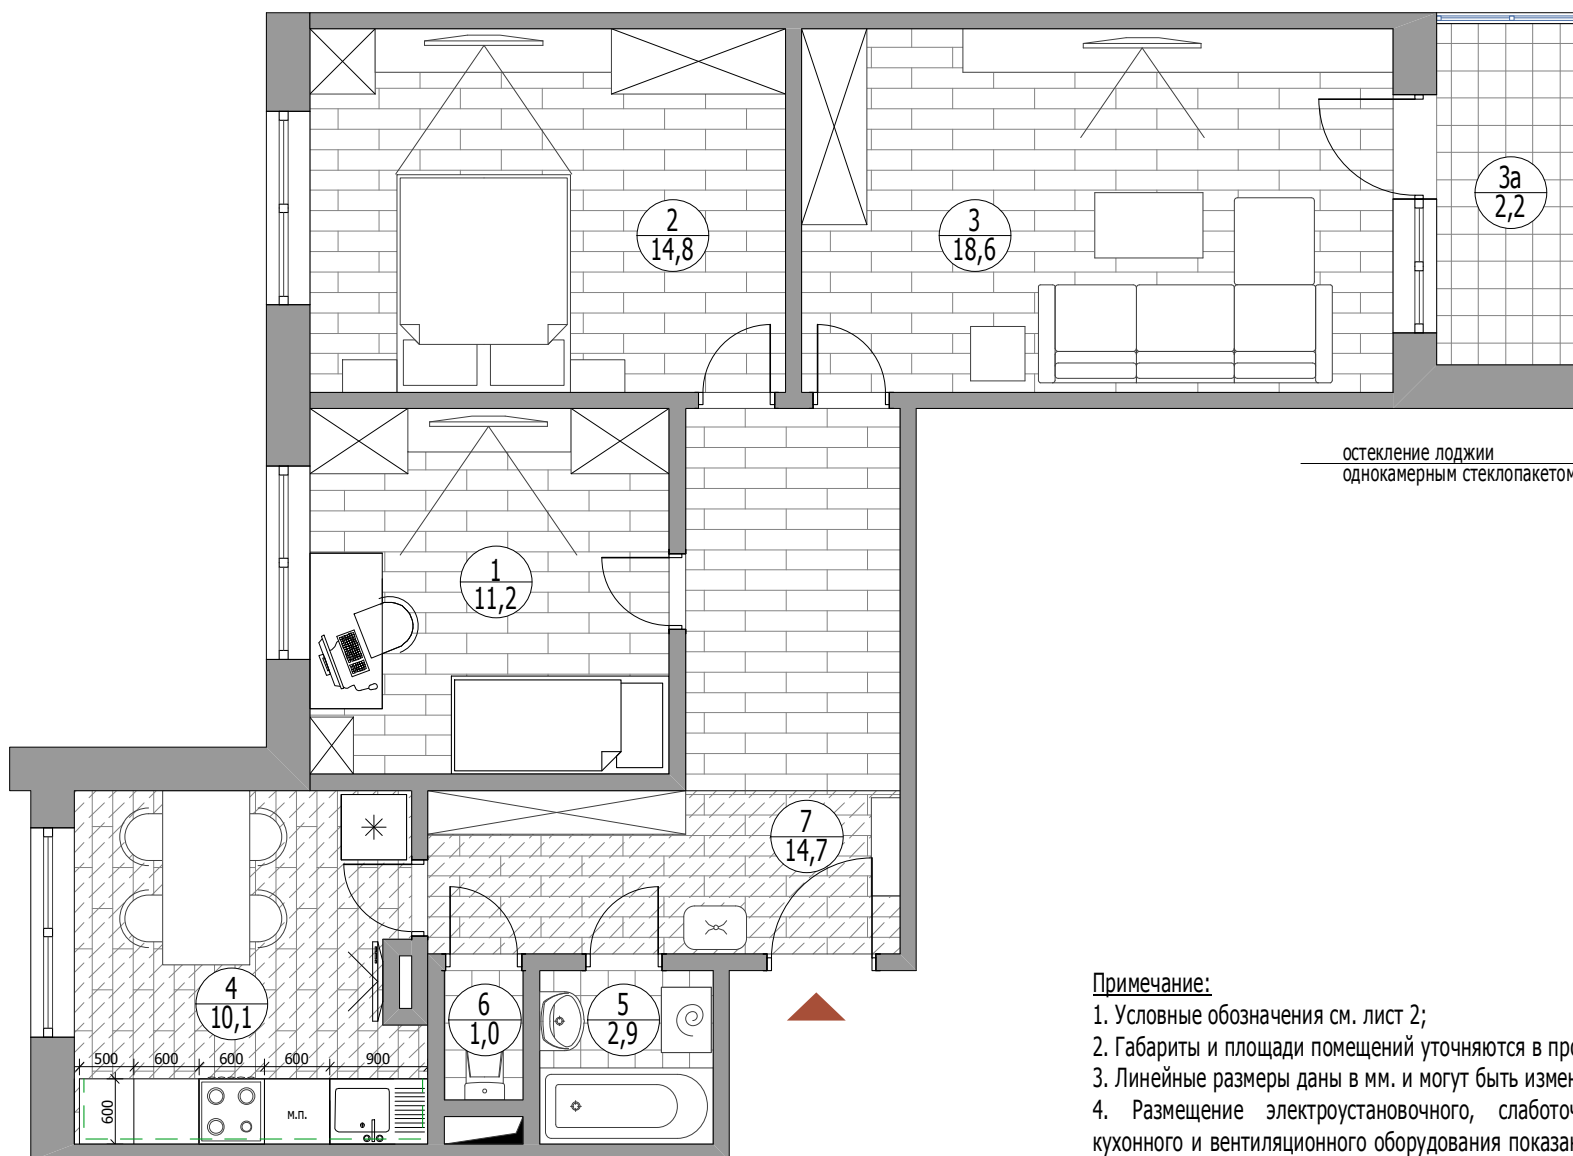 2
14,8
3
18,6
3а
2,2
остекление лоджии
однокамерным стеклопакетом
1
11,2
7
14,7
4
10,1
6
1,0
5
2,9
500 600 600 600 900
600
м.п.
Примечание:
1. Условные обозначения см. лист 2;
2. Габариты и площади помещений уточняются в
3. Линейные размеры даны в мм. и могут быть
4. Размещение электроустановочного,
кухонного и вентиляционного оборудования